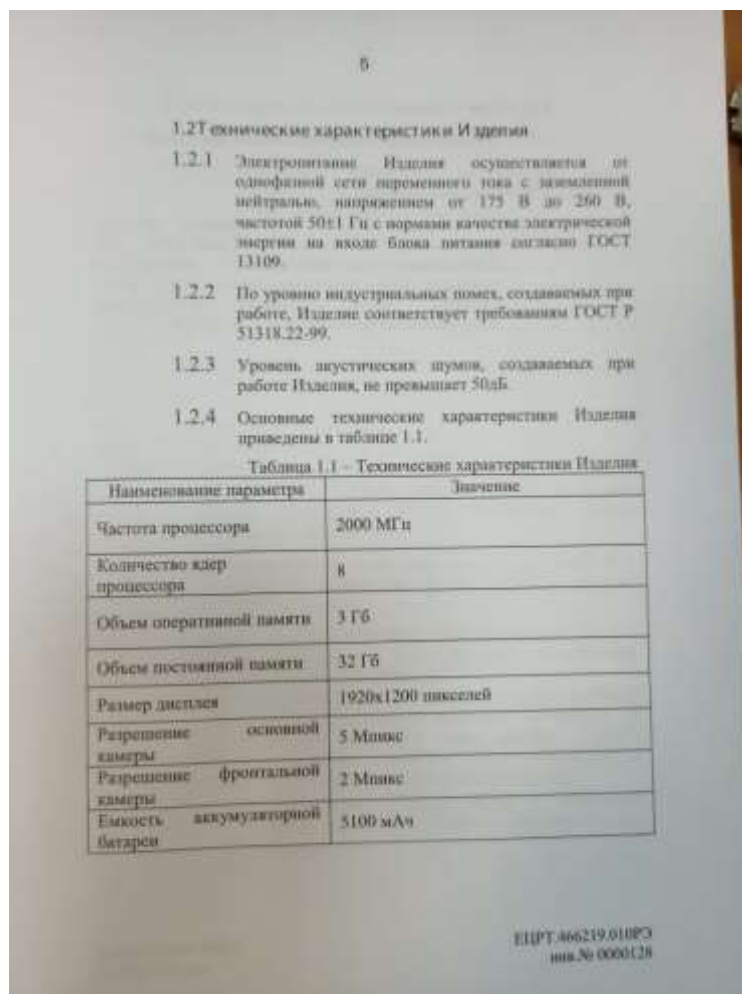 1.2Технические характеристики Изделия
1.2.1 Электропитание Изделия осуществляется от
однофазной сети переменного тока с заземленной
нейтралью, напряжением от 175 В до 260 В,
частотой 50±1 Гц с нормами качества электрической
энергии на входе блока питания согласно ГОСТ
13109.
1.2.2 По уровню индустриальных помех, создаваемых при
работе, Изделие соответствует требованиям ГОСТ Р
51318.22-99.
1.2.3 Уровень акустических шумов, создаваемых при
работе Изделия, не превышает 50дБ.
1.2.4 Основные технические характеристики Изделия
приведены в таблице 1.1.
Таблица 1.1 – Технические характеристики Изделия
Наименование параметра Значение
Частота процессора 2000 МГц
Количество ядер
процессора 8
Объем оперативной памяти 3 Гб
Объем постоянной памяти 32 Гб
Размер дисплея 1920х1200 пикселей
Разрешение основной
камеры 5 Мпикс
Разрешение фронтальной
камеры 2 Мпикс
Емкость аккумуляторной
батареи 5100 мАч
ЕЦРТ.466219.010РЭ
инв.№ 0000128